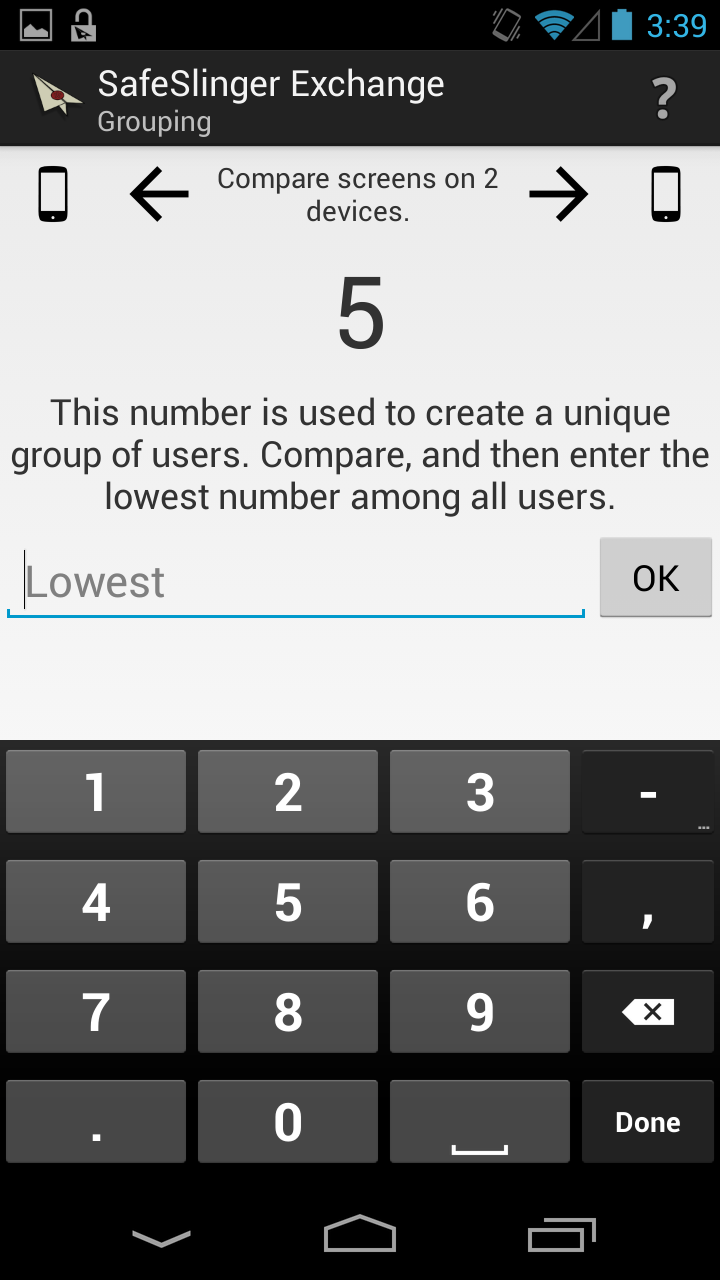 3:39
SafeSlinger Exchange
Grouping
?
Compare screens on 2
devices.
5
This number is used to create a unique
group of users. Compare, and then enter the
lowest number among all users.
Lowest
OK
1 2 3 - ...
4 5 6 ,
7 8 9
. 0 Done